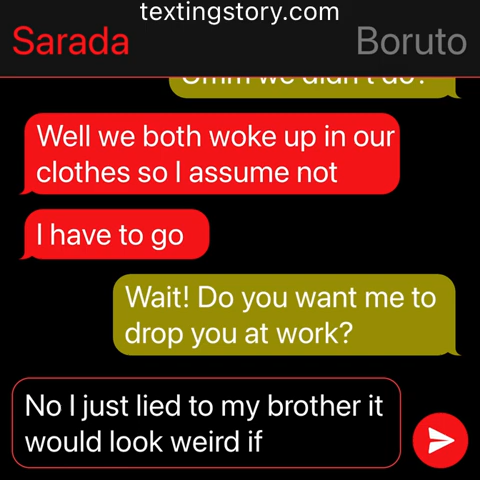 textingstory.com
Sarada
Boruto
Well we both woke up in our
clothes so I assume not
I have to go
Wait! Do you want me to
drop you at work?
No I just lied to my brother it
would look weird if